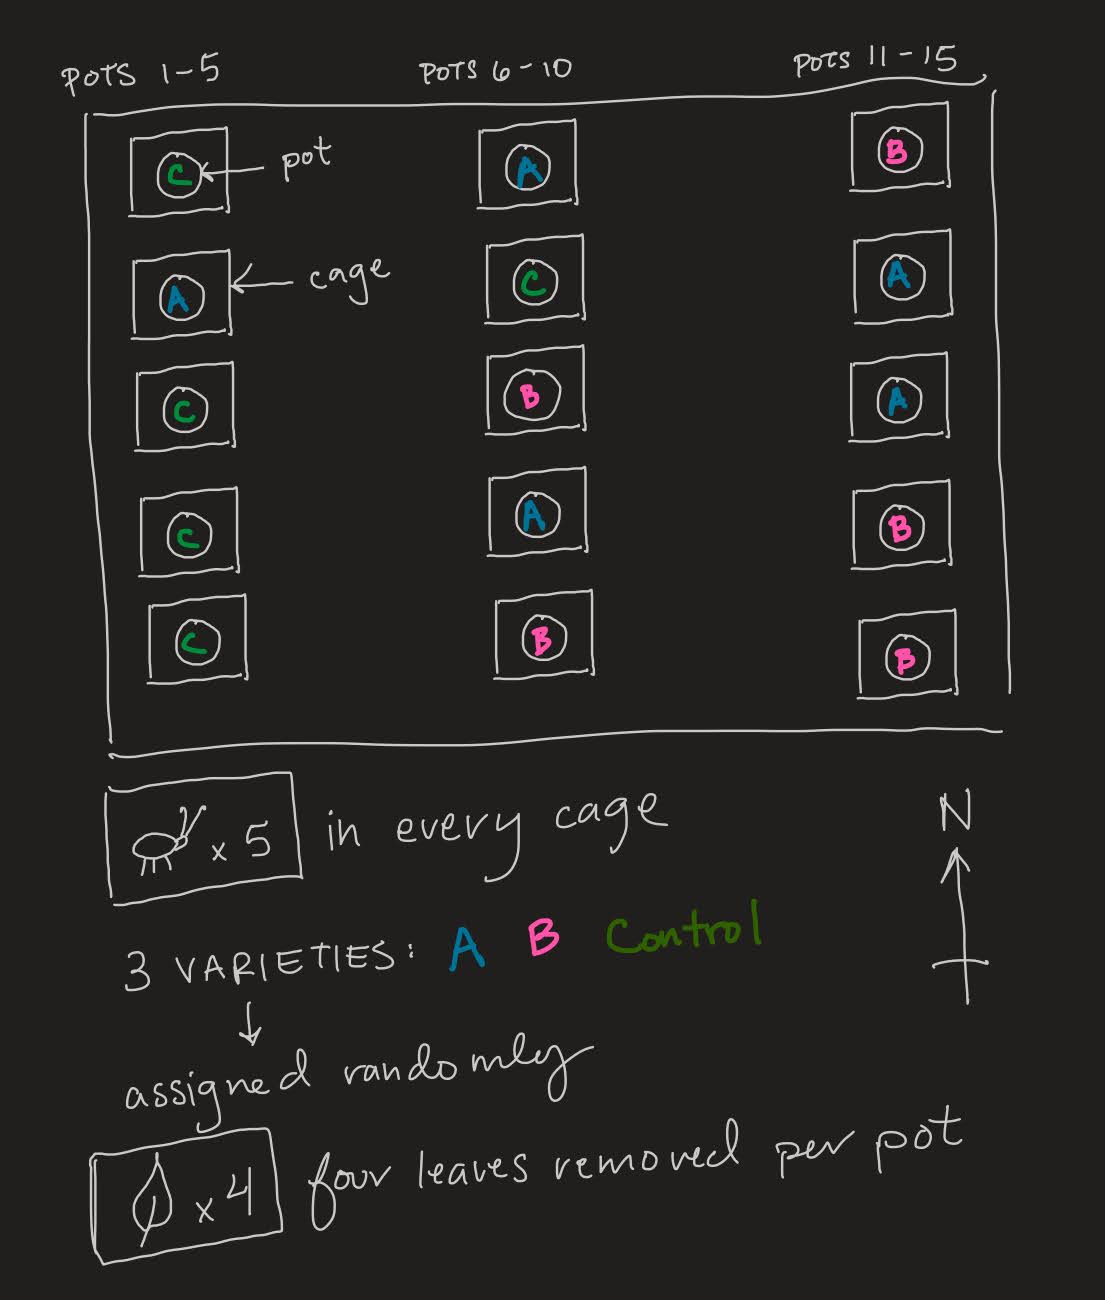 POTS 1-5 POTS 6-10 POTS 11-15
C pot A B
A cage C A
C B A
C A B
C B B
x 5 in every cage
N
3 VARIETIES: A B Control
assigned randomly
x 4 four leaves removed per pot